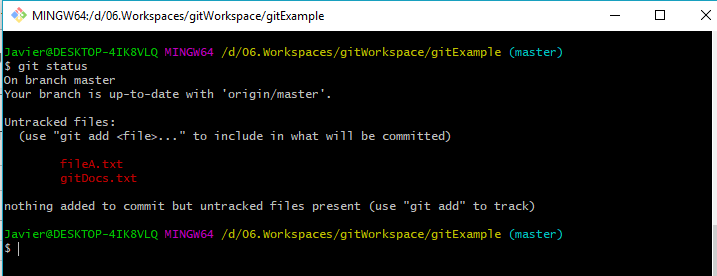 MINGW64:/d/06.Workspaces/gitWorkspace/gitExample
Javier@DESKTOP-4IK8VLQ MINGW64 /d/06.Workspaces/gitWorkspace/gitExample (master)
$ git status
On branch master
Your branch is up-to-date with 'origin/master'.
Untracked files:
(use "git add <file>..." to include in what will be committed)
fileA.txt
gitDocs.txt
nothing added to commit but untracked files present (use "git add" to track)
Javier@DESKTOP-4IK8VLQ MINGW64 /d/06.Workspaces/gitWorkspace/gitExample (master)
$